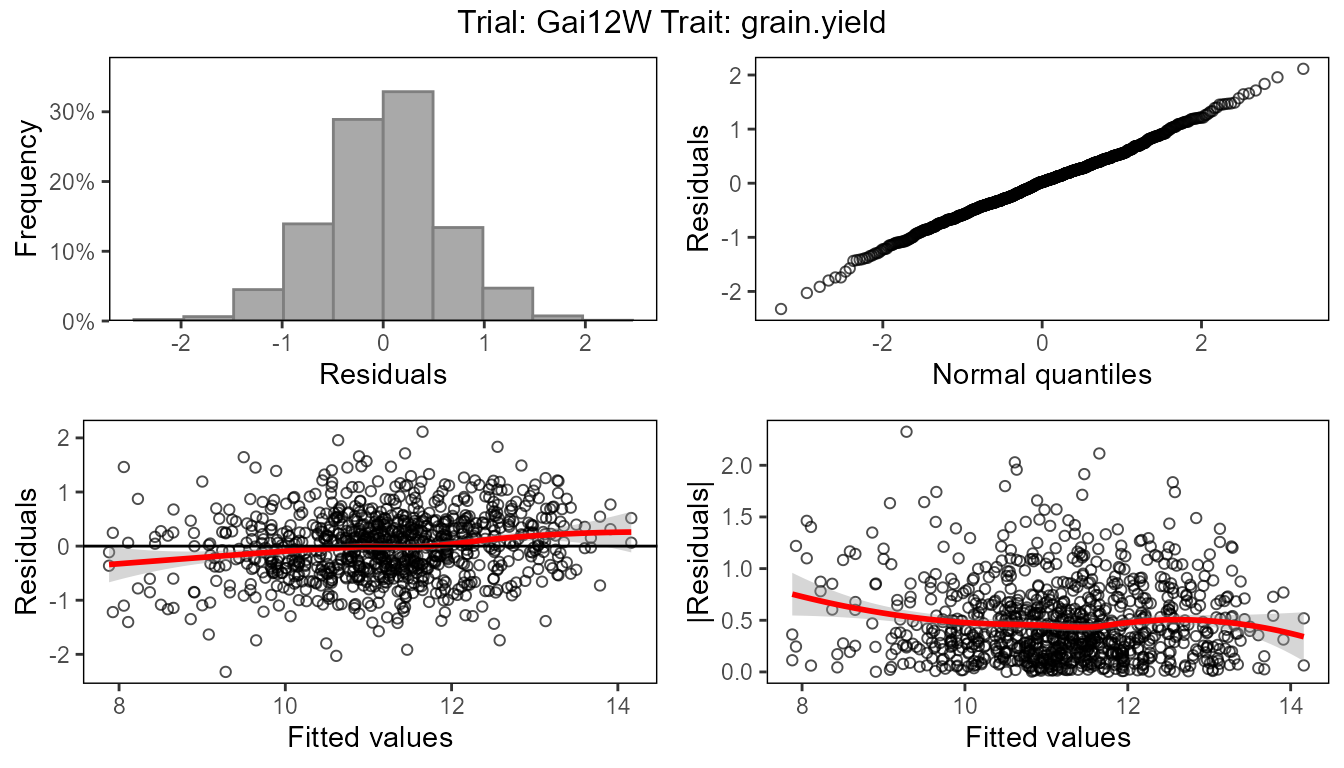 Trial: Gai12W Trait: grain.yield
Frequency
30%
20%
10%
0%
-2 -1 0 1 2
Residuals
Residuals
2
1
0
-1
-2
-2 0 2
Normal quantiles
Residuals
2
1
0
-1
-2
8 10 12 14
Fitted values
|Residuals|
2.0
1.5
1.0
0.5
0.0
8 10 12 14
Fitted values